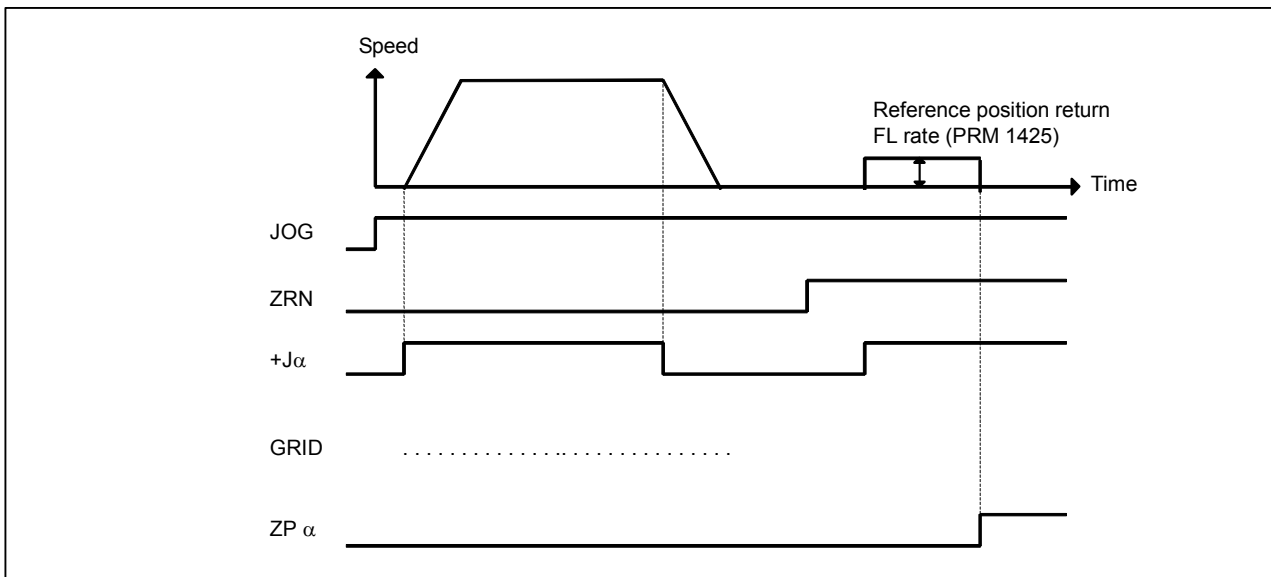 Speed
Reference position return
FL rate (PRM 1425)
Time
JOG
ZRN
+Jα
GRID
ZP α